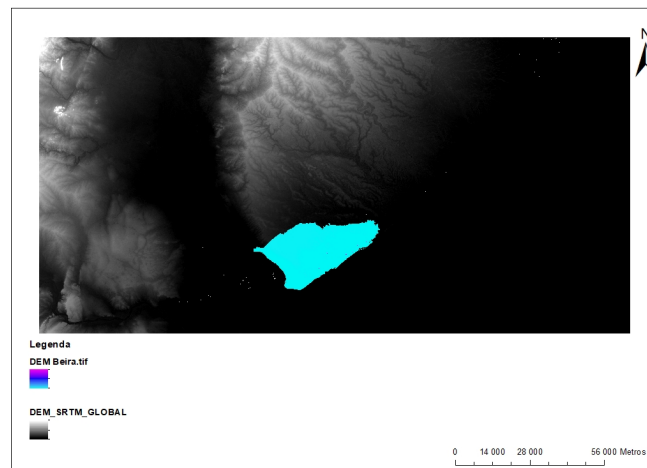 N
Legenda
DEM Beira.tif
DEM_SRTM_GLOBAL
0 14 000 28 000 56 000 Metros